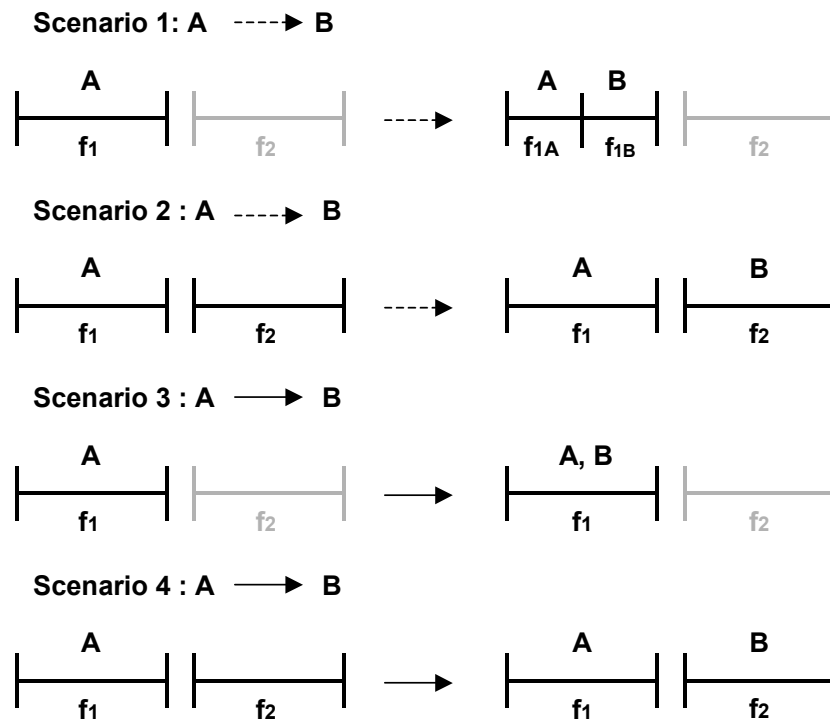 Scenario 1: A B
A A B
f1 f2 f1A f1B f2
Scenario 2 : A B
A A B
f1 f2 f1 f2
Scenario 3 : A B
A A, B
f1 f2 f1 f2
Scenario 4 : A B
A A B
f1 f2 f1 f2